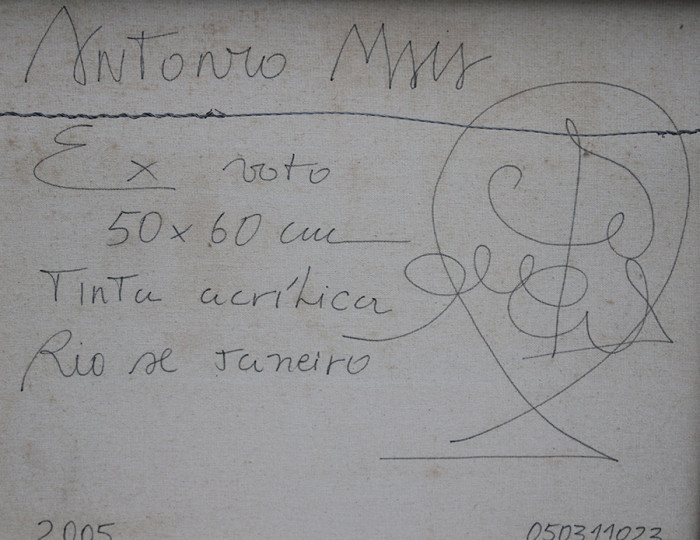 Antonio Maia
Ex voto
50 x 60 cm
Tinta acrílica
Rio de Janeiro
2005 050311023